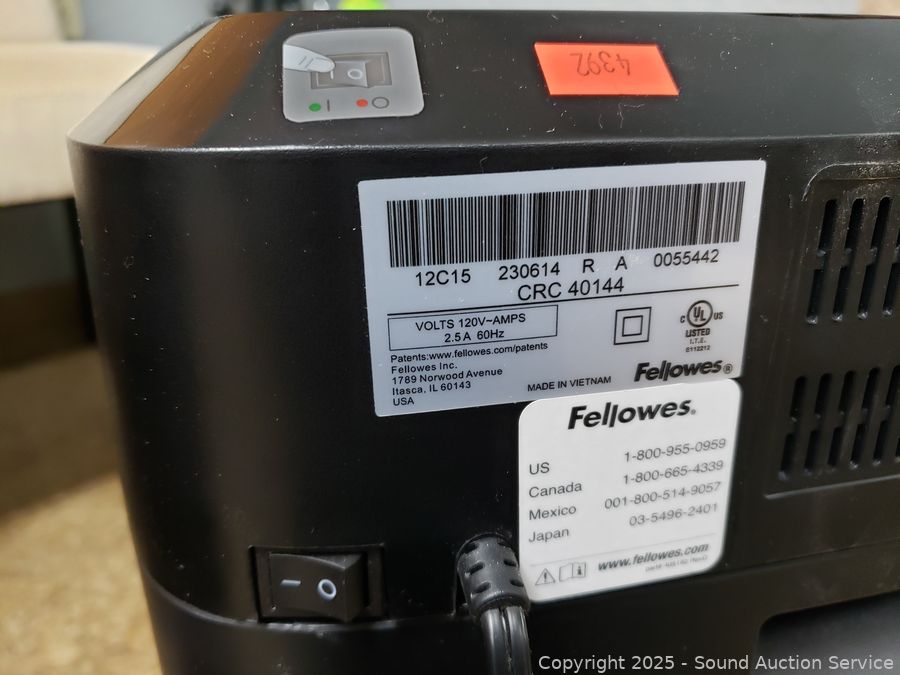 4392
12C15 230614 R A 0055442
CRC 40144
VOLTS 120V~AMPS
2.5A 60Hz
Patents:www.fellowes.com/patents
Fellowes Inc.
1789 Norwood Avenue
Itasca, IL 60143
USA
MADE IN VIETNAM
c UL US
LISTED
I.T.E.
E112212
Fellowes®
Fellowes®
US 1-800-955-0959
Canada 1-800-665-4339
Mexico 001-800-514-9057
Japan 03-5496-2401
www.fellowes.com
Copyright 2025 - Sound Auction Service